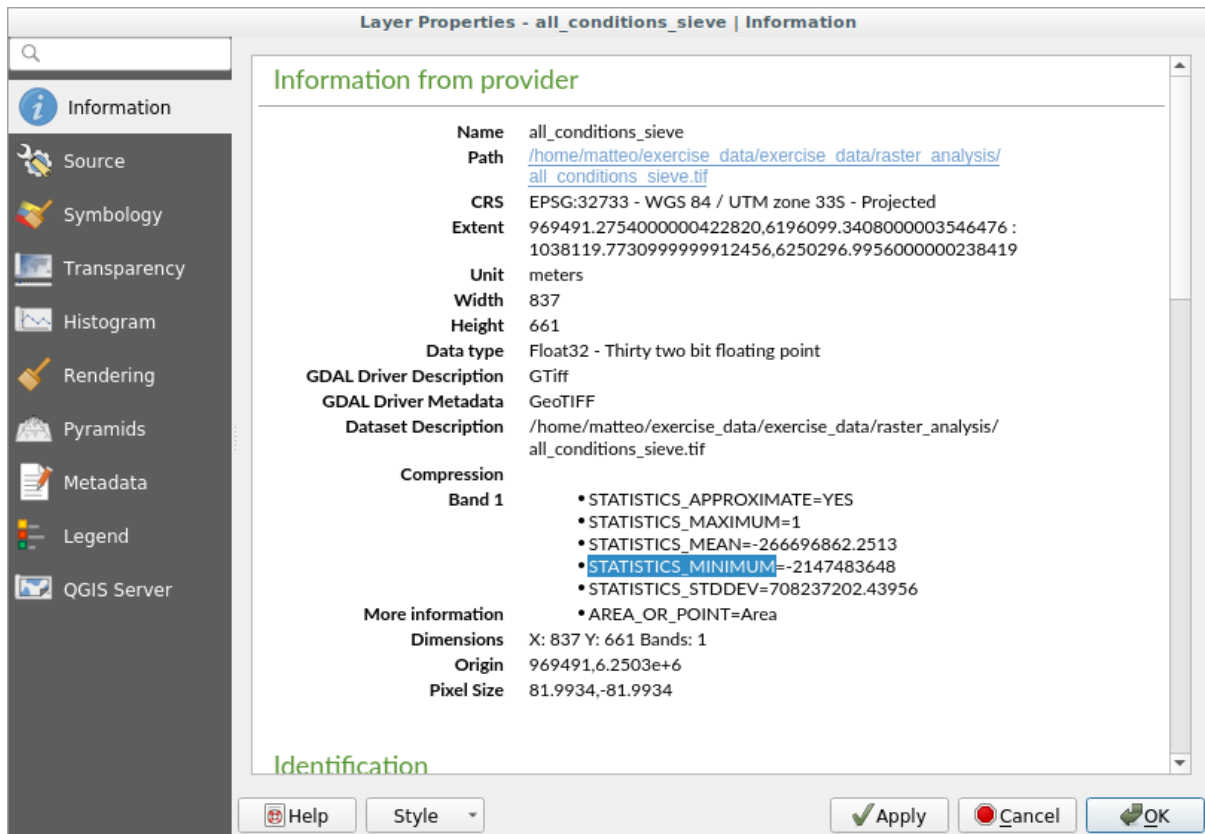 Layer Properties - all_conditions_sieve | Information
Information
Source
Symbology
Transparency
Histogram
Rendering
Pyramids
Metadata
Legend
QGIS Server
Information from provider
Name all_conditions_sieve
Path /home/matteo/exercise_data/exercise_data/raster_analysis/
all_conditions_sieve.tif
CRS EPSG:32733 - WGS 84 / UTM zone 33S - Projected
Extent 969491.2754000000422820,6196099.3408000003546476 :
1038119.7730999999912456,6250296.9956000000238419
Unit meters
Width 837
Height 661
Data type Float32 - Thirty two bit floating point
GDAL Driver Description GTiff
GDAL Driver Metadata GeoTIFF
Dataset Description /home/matteo/exercise_data/exercise_data/raster_analysis/
all_conditions_sieve.tif
Compression
Band 1 • STATISTICS_APPROXIMATE=YES
• STATISTICS_MAXIMUM=1
• STATISTICS_MEAN=-266696862.2513
• STATISTICS_MINIMUM=-2147483648
• STATISTICS_STDDEV=708237202.43956
More information • AREA_OR_POINT=Area
Dimensions X: 837 Y: 661 Bands: 1
Origin 969491,6.2503e+6
Pixel Size 81.9934,-81.9934
Identification
Help Style Apply Cancel OK